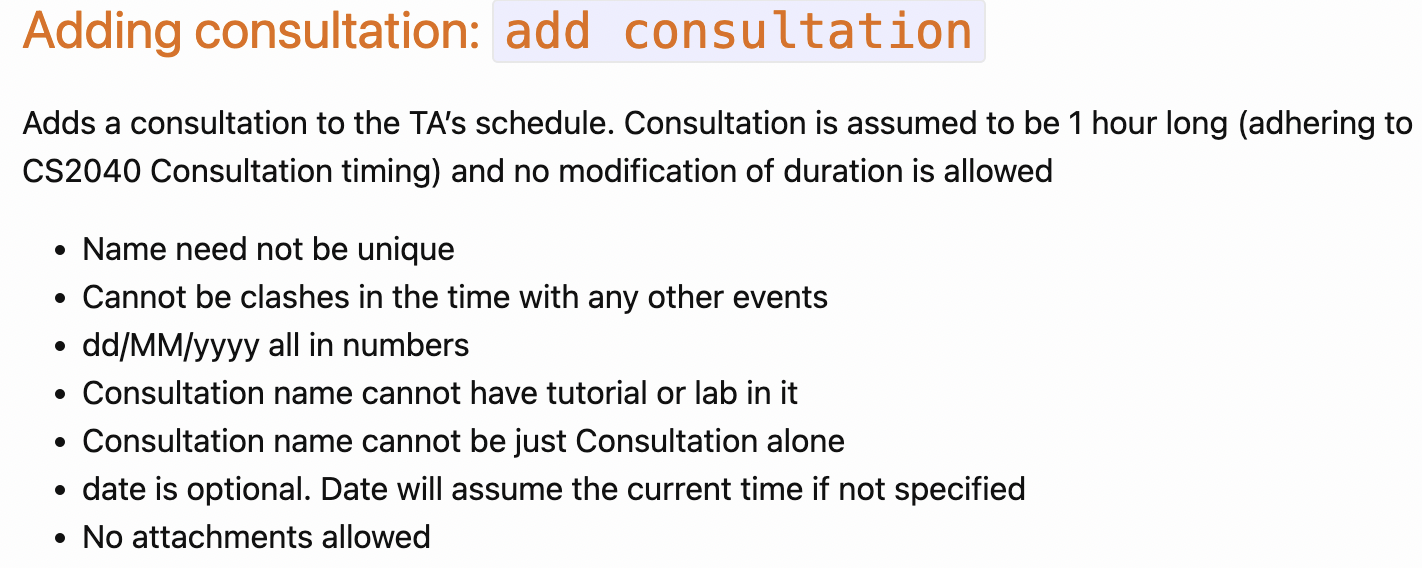 Adding consultation: add consultation
Adds a consultation to the TA’s schedule. Consultation is assumed to be 1 hour long (adhering to
CS2040 Consultation timing) and no modification of duration is allowed
• Name need not be unique
• Cannot be clashes in the time with any other events
• dd/MM/yyyy all in numbers
• Consultation name cannot have tutorial or lab in it
• Consultation name cannot be just Consultation alone
• date is optional. Date will assume the current time if not specified
• No attachments allowed